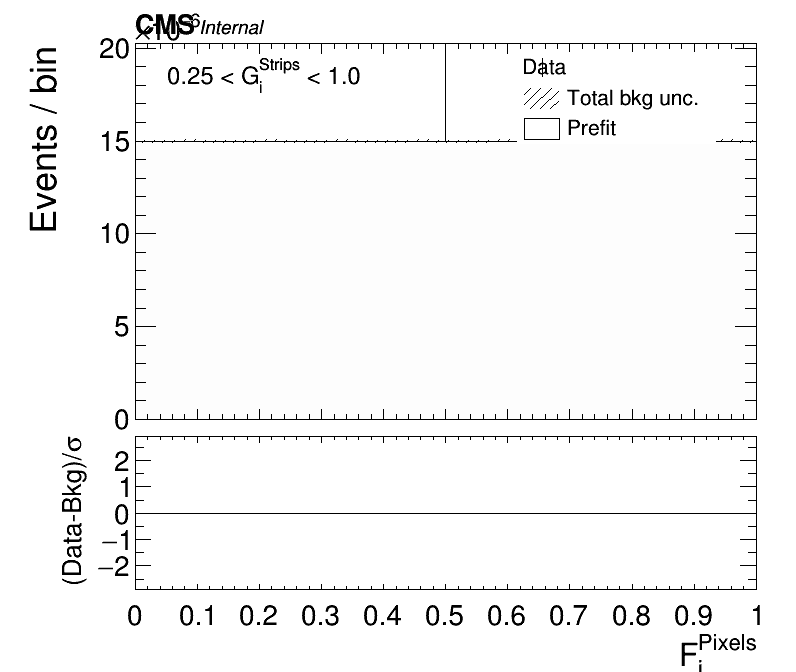 CMS Internal
×10⁻⁶
Events / bin
0.25 < G_i^Strips < 1.0
Data
Total bkg unc.
Prefit
20
15
10
5
0
(Data-Bkg)/σ
2
1
0
−1
−2
0 0.1 0.2 0.3 0.4 0.5 0.6 0.7 0.8 0.9 1
F_i^Pixels